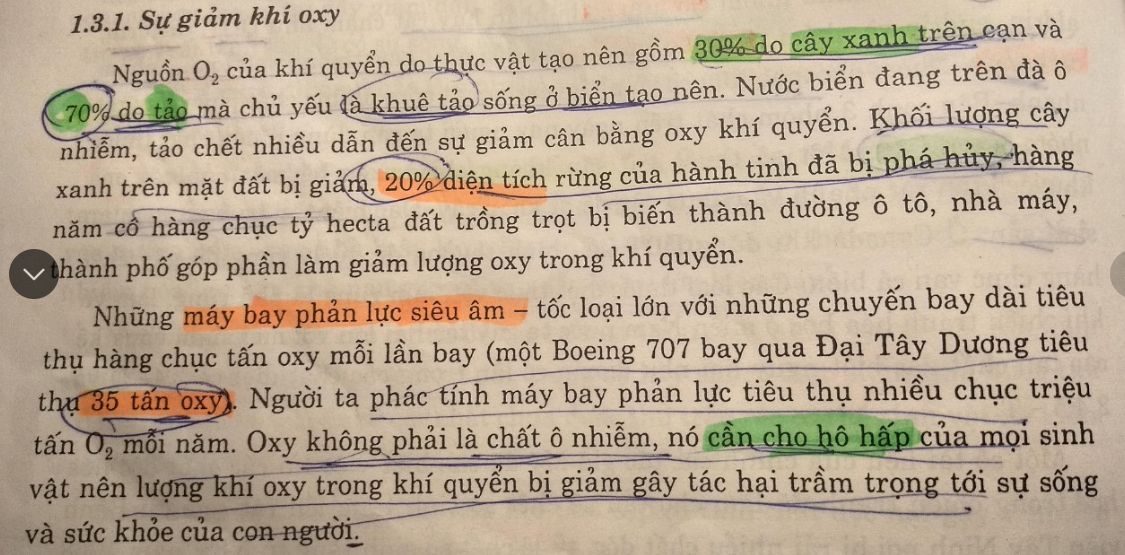 1.3.1. Sự giảm khí oxy
Nguồn O₂ của khí quyển do thực vật tạo nên gồm 30% do cây xanh trên cạn và
70% do tảo mà chủ yếu là khuê tảo sống ở biển tạo nên. Nước biển đang trên đà ô
nhiễm, tảo chết nhiều dẫn đến sự giảm cân bằng oxy khí quyển. Khối lượng cây
xanh trên mặt đất bị giảm, 20% diện tích rừng của hành tinh đã bị phá hủy, hàng
năm có hàng chục tỷ hecta đất trồng trọt bị biến thành đường ô tô, nhà máy,
thành phố góp phần làm giảm lượng oxy trong khí quyển.
Những máy bay phản lực siêu âm – tốc loại lớn với những chuyến bay dài tiêu
thụ hàng chục tấn oxy mỗi lần bay (một Boeing 707 bay qua Đại Tây Dương tiêu
thụ 35 tấn oxy). Người ta phác tính máy bay phản lực tiêu thụ nhiều chục triệu
tấn O₂ mỗi năm. Oxy không phải là chất ô nhiễm, nó cần cho hô hấp của mọi sinh
vật nên lượng khí oxy trong khí quyển bị giảm gây tác hại trầm trọng tới sự sống
và sức khỏe của con người.